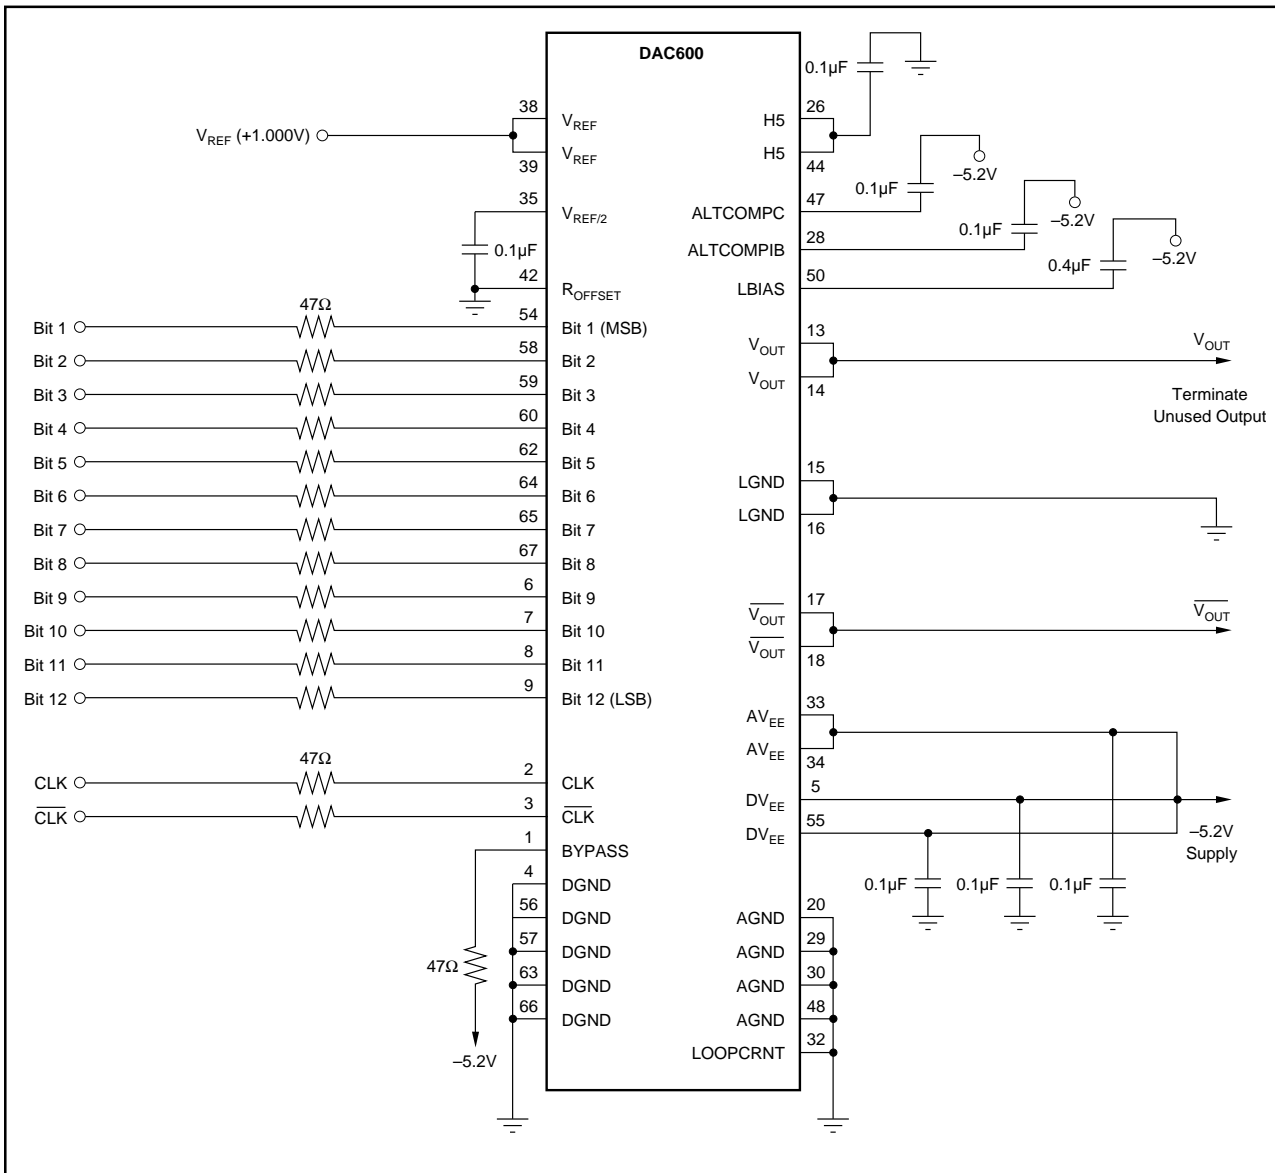 DAC600
0.1µF
38
V_REF
V_REF (+1.000V)
V_REF
39
26
H5
H5
44
–5.2V
0.1µF
35
V_REF/2
0.1µF
47
ALTCOMPC
–5.2V
0.1µF
28
ALTCOMPIB
–5.2V
0.4µF
42
R_OFFSET
50
LBIAS
47Ω
Bit 1
54
Bit 1 (MSB)
Bit 2
58
Bit 2
Bit 3
59
Bit 3
Bit 4
60
Bit 4
Bit 5
62
Bit 5
Bit 6
64
Bit 6
Bit 7
65
Bit 7
Bit 8
67
Bit 8
Bit 9
6
Bit 9
Bit 10
7
Bit 10
Bit 11
8
Bit 11
Bit 12
9
Bit 12 (LSB)
13
V_OUT
V_OUT
14
V_OUT
Terminate
Unused Output
15
LGND
LGND
16
17
V_OUT
V_OUT
18
V_OUT
33
AV_EE
AV_EE
34
47Ω
CLK
2
CLK
CLK
3
CLK
5
DV_EE
55
DV_EE
–5.2V
Supply
0.1µF
0.1µF
0.1µF
1
BYPASS
4
DGND
56
DGND
57
DGND
63
DGND
66
DGND
47Ω
–5.2V
20
AGND
29
AGND
30
AGND
48
AGND
32
LOOPCRNT